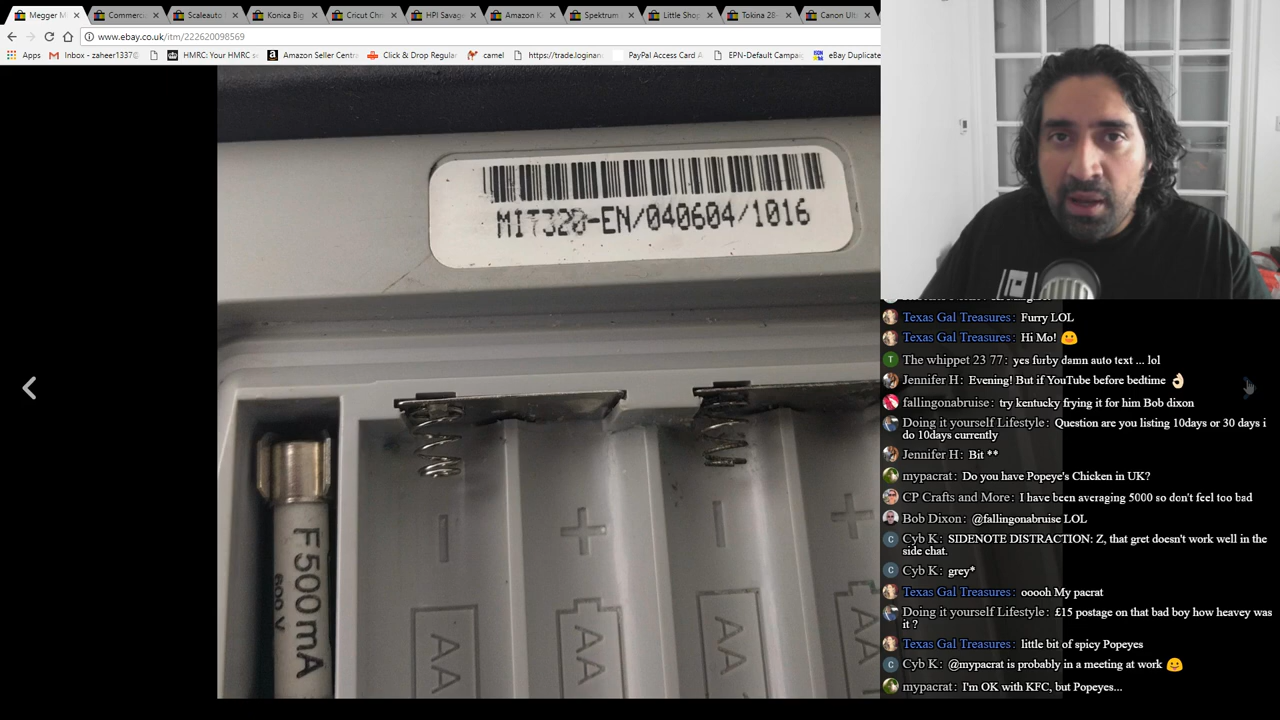 Megger M
Commerc
Scaleauto
Konica Big
Cricut Chr
HPI Savag
Amazon K
Spektrum
Little Sho
Tokina 28-
Canon Ult
www.ebay.co.uk/itm/222620098569
Apps
Inbox - zaheer1337@
HMRC: Your HMRC s
Amazon Seller Centr
Click & Drop Regular
camel
https://trade.loginan
PayPal Access Card A
EPN-Default Campa
eBay Duplicate
MIT320-EN/040604/1016
F500mA
600 V
AA
AA
AA
AA
Texas Gal Treasures: Furry LOL
Texas Gal Treasures: Hi Mo!
The whippet 23 77: yes furby damn auto text ... lol
Jennifer H: Evening! But if YouTube before bedtime 👌
fallingonabruise: try kentucky frying it for him Bob dixon
Doing it yourself Lifestyle: Question are you listing 10days or 30 days i
do 10days currently
Jennifer H: Bit **
mypacrat: Do you have Popeye's Chicken in UK?
CP Crafts and More: I have been averaging 5000 so don't feel too bad
Bob Dixon: @fallingonabruise LOL
Cyb K: SIDENOTE DISTRACTION: Z, that gret doesn't work well in the
side chat.
Cyb K: grey*
Texas Gal Treasures: ooooh My pacrat
Doing it yourself Lifestyle: £15 postage on that bad boy how heavey was
it ?
Texas Gal Treasures: little bit of spicy Popeyes
Cyb K: @mypacrat is probably in a meeting at work
mypacrat: I'm OK with KFC, but Popeyes...